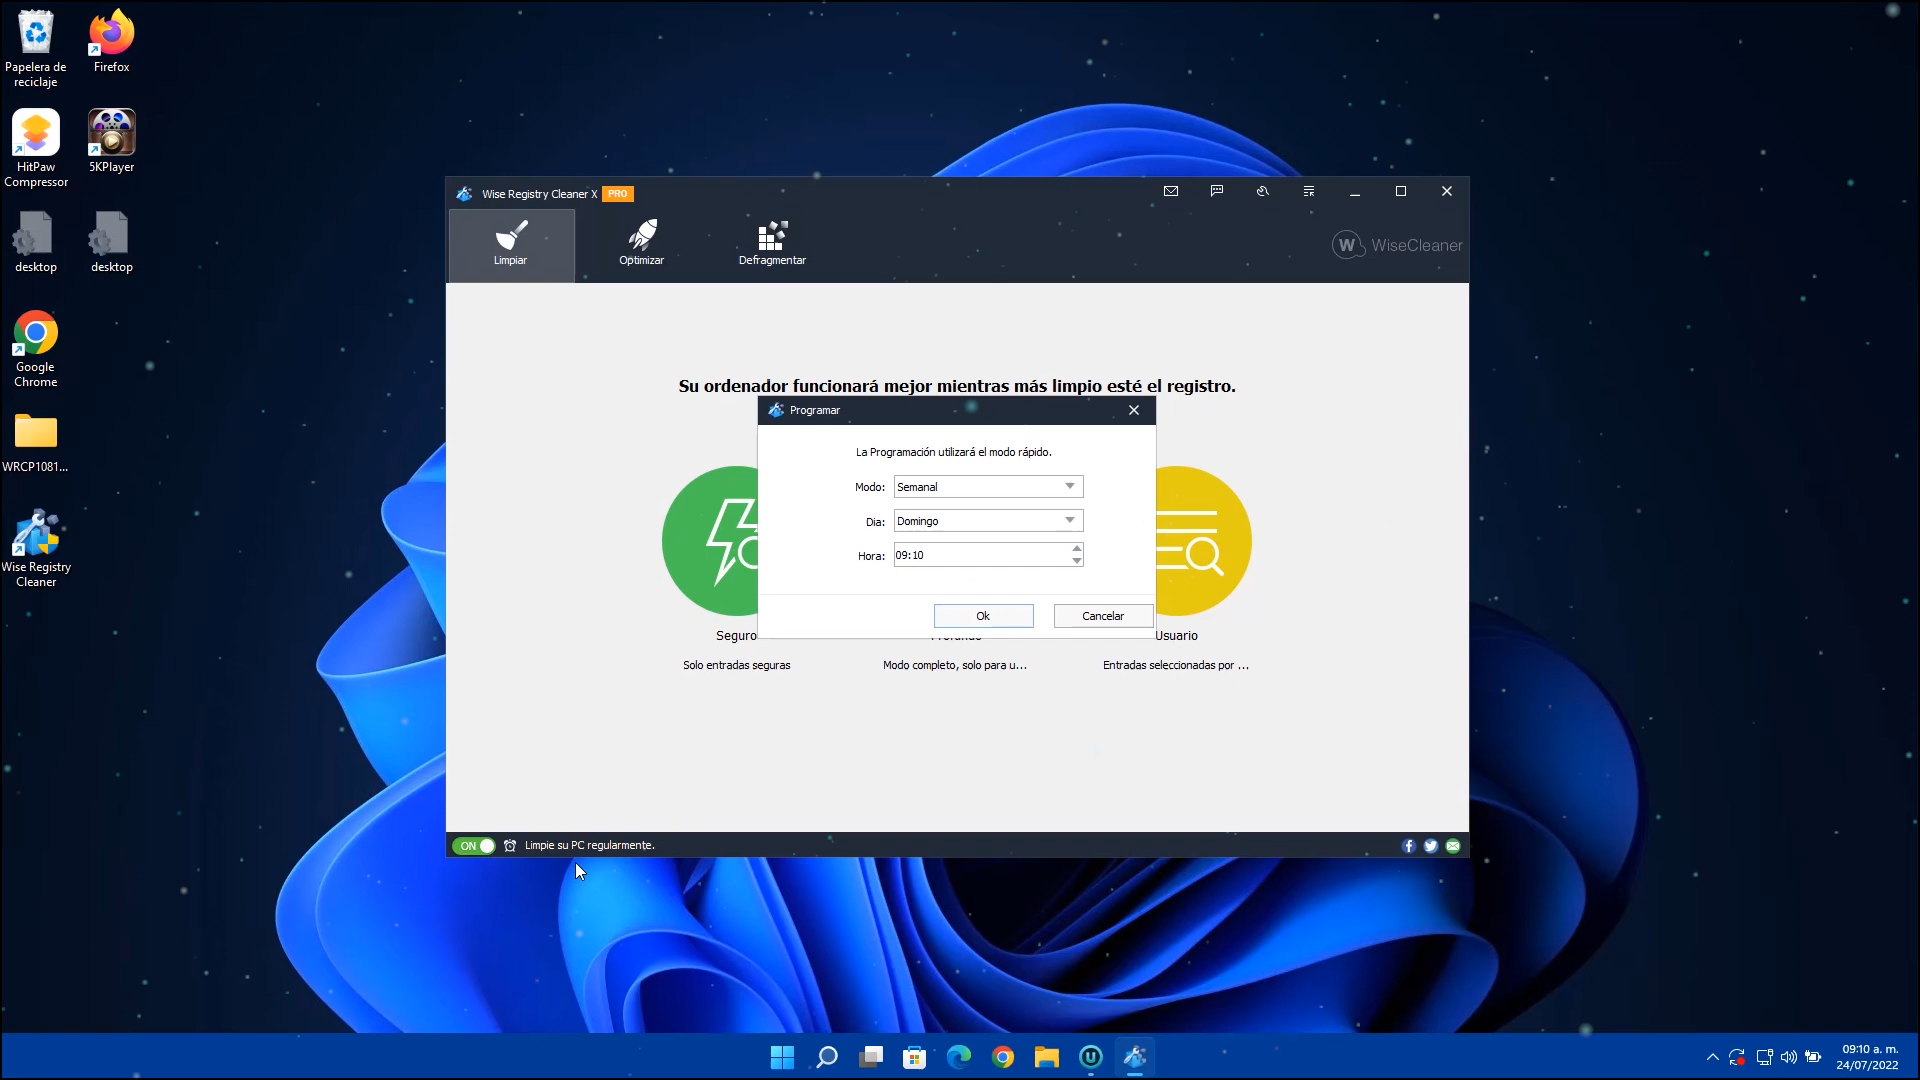 Papelera de
reciclaje
Firefox
HitPaw
Compressor
5KPlayer
desktop
desktop
Google
Chrome
WRCP1081...
Wise Registry
Cleaner
Wise Registry Cleaner X PRO
Limpiar
Optimizar
Defragmentar
W WiseCleaner
Su ordenador funcionará mejor mientras más limpio esté el registro.
Programar
La Programación utilizará el modo rápido.
Modo: Semanal
Dia: Domingo
Hora: 09:10
Ok
Cancelar
Seguro
Profundo
Usuario
Solo entradas seguras
Modo completo, solo para u...
Entradas seleccionadas por ...
ON Limpie su PC regularmente.
09:10 a. m.
24/07/2022